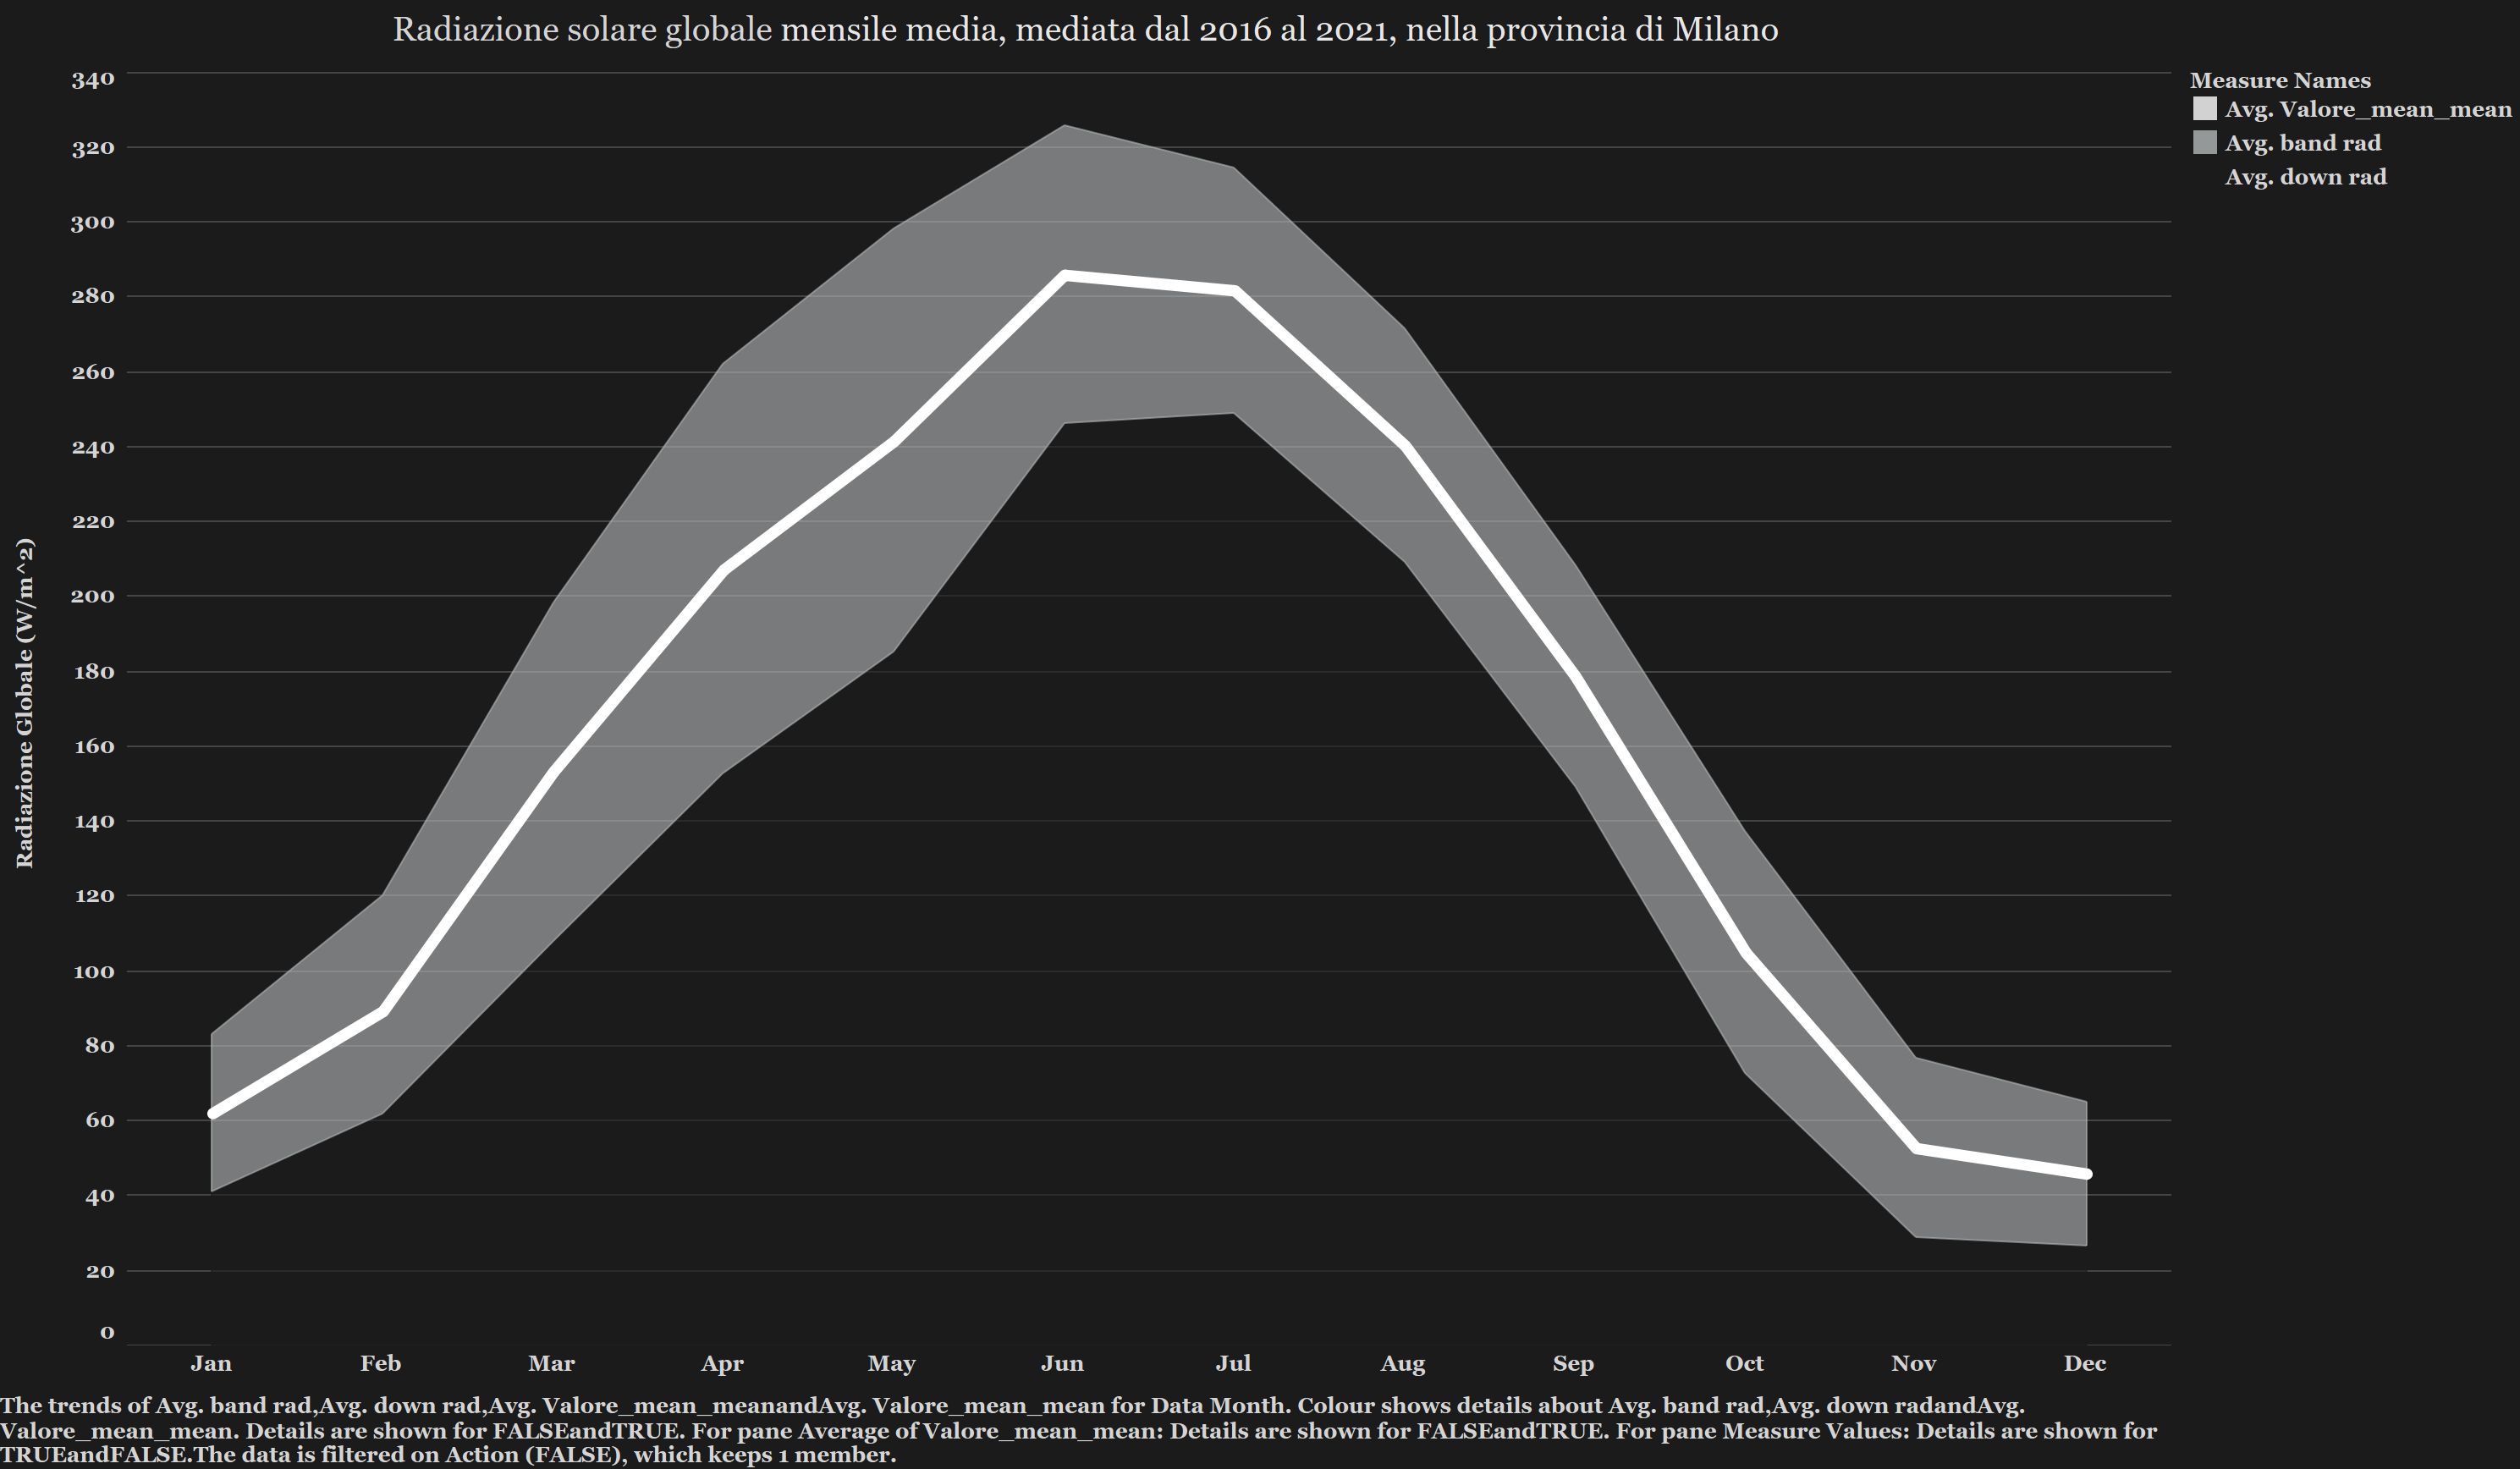 Radiazione solare globale mensile media, mediata dal 2016 al 2021, nella provincia di Milano
Measure Names
Avg. Valore_mean_mean
Avg. band rad
Avg. down rad
Radiazione Globale (W/m^2)
340
320
300
280
260
240
220
200
180
160
140
120
100
80
60
40
20
0
Jan Feb Mar Apr May Jun Jul Aug Sep Oct Nov Dec
The trends of Avg. band rad,Avg. down rad,Avg. Valore_mean_meanandAvg. Valore_mean_mean for Data Month. Colour shows details about Avg. band rad,Avg. down radandAvg.
Valore_mean_mean. Details are shown for FALSEandTRUE. For pane Average of Valore_mean_mean: Details are shown for FALSEandTRUE. For pane Measure Values: Details are shown for
TRUEandFALSE.The data is filtered on Action (FALSE), which keeps 1 member.